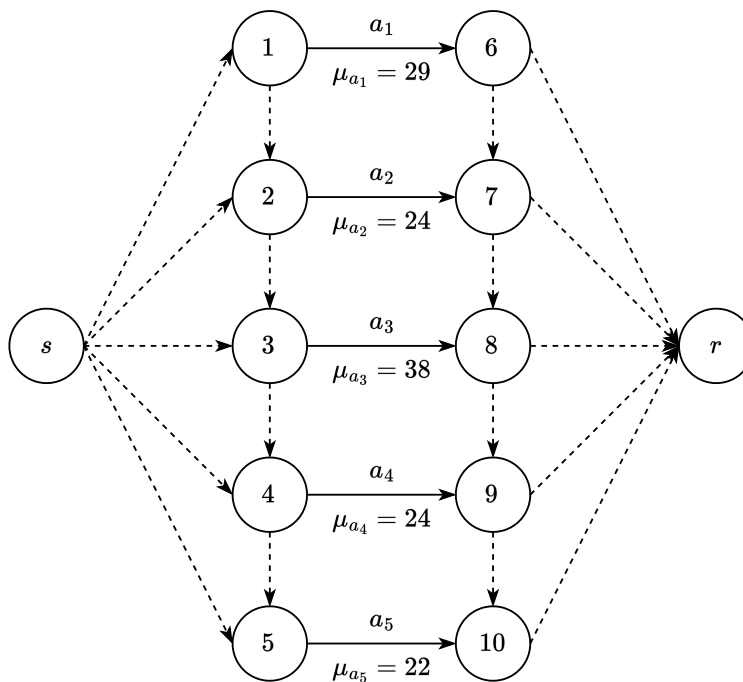 1
a₁
6
μₐ₁ = 29
2
a₂
7
μₐ₂ = 24
s
3
a₃
8
r
μₐ₃ = 38
4
a₄
9
μₐ₄ = 24
5
a₅
10
μₐ₅ = 22